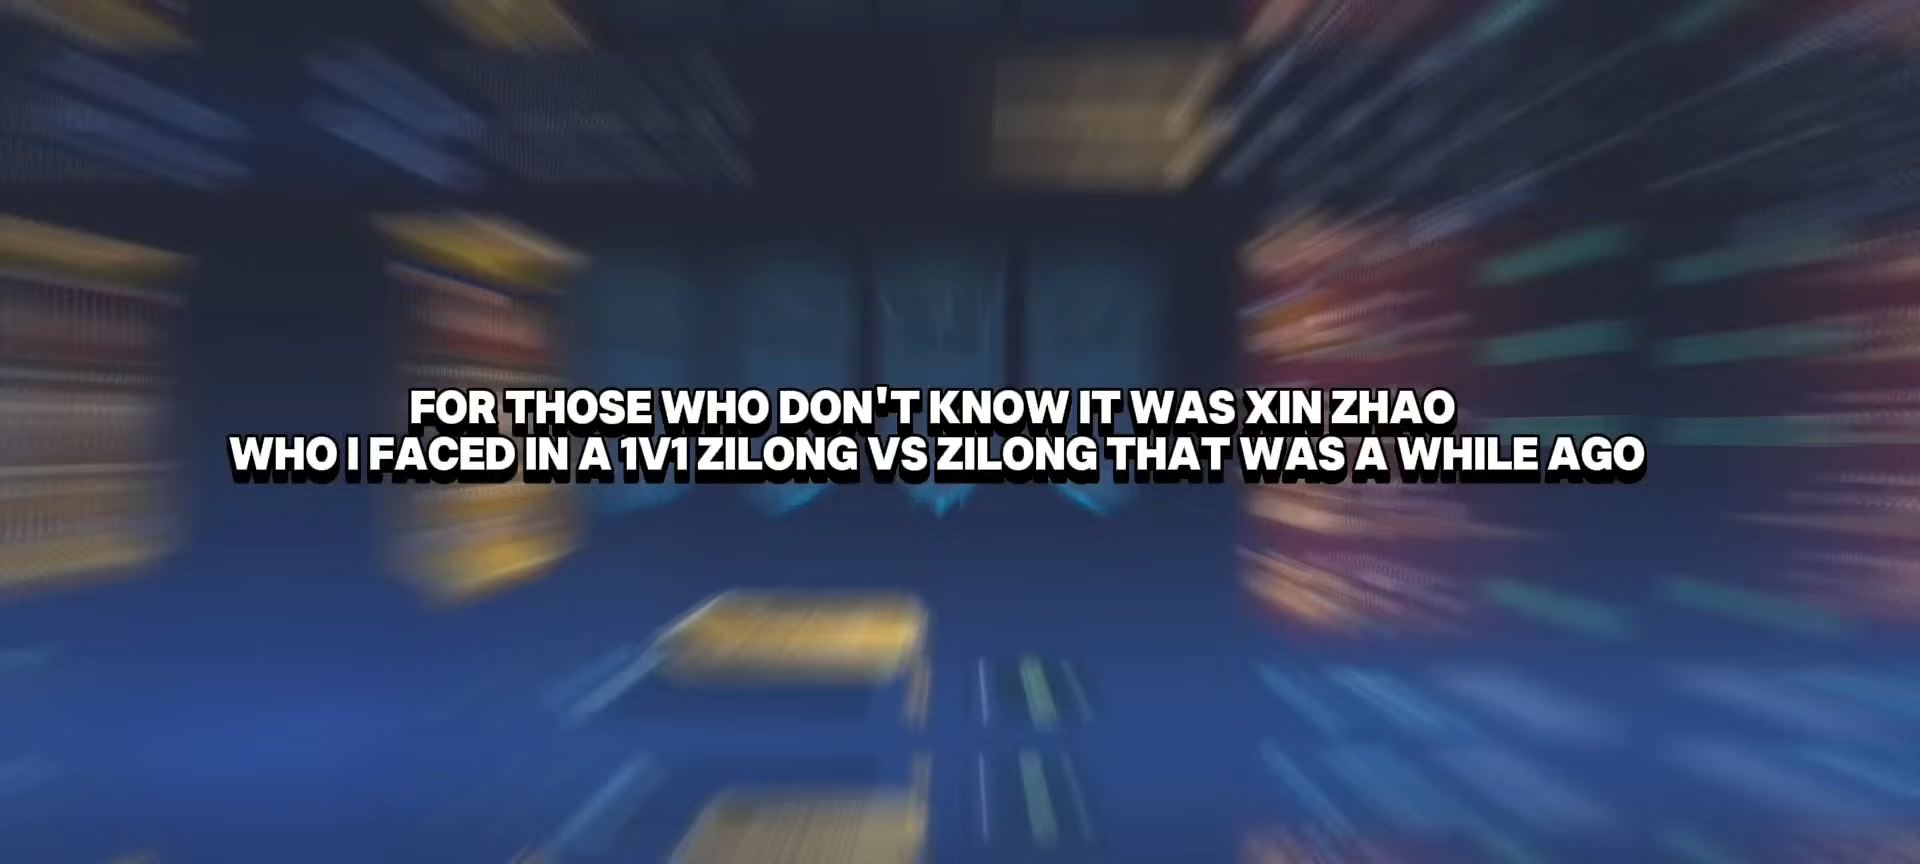 FOR THOSE WHO DON'T KNOW IT WAS XIN ZHAO
WHO I FACED IN A 1V1 ZILONG VS ZILONG THAT WAS A WHILE AGO